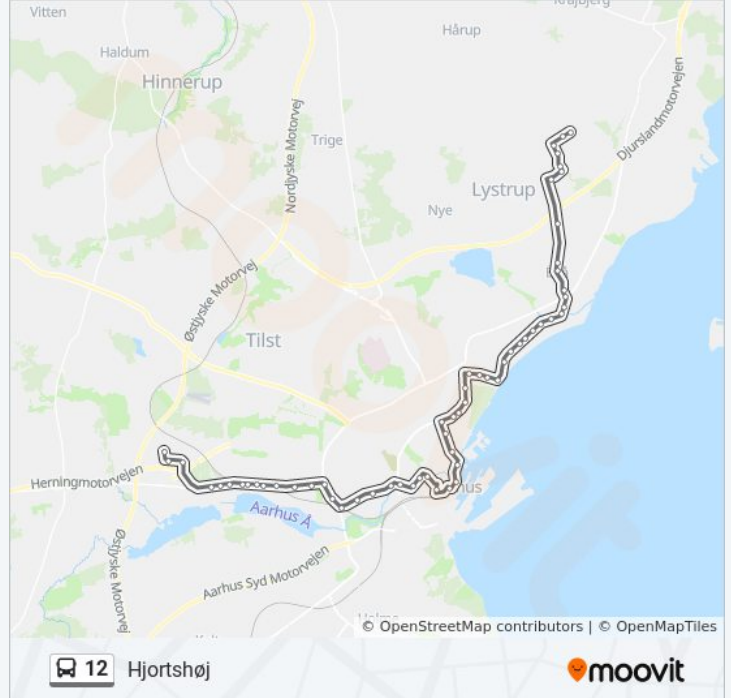 Vitten
Hårup
Haldum
Hinnerup
Djurslandmotorvejen
Nordjyske Motorvej
Trige
Lystrup
Nye
Østjyske Motorvej
Tilst
Herningmotorvejen
Aarhus Å
Østjyske Motorvej
Aarhus Syd Motorvejen
© OpenStreetMap contributors | © OpenMapTiles
12 Hjortshøj
moovit